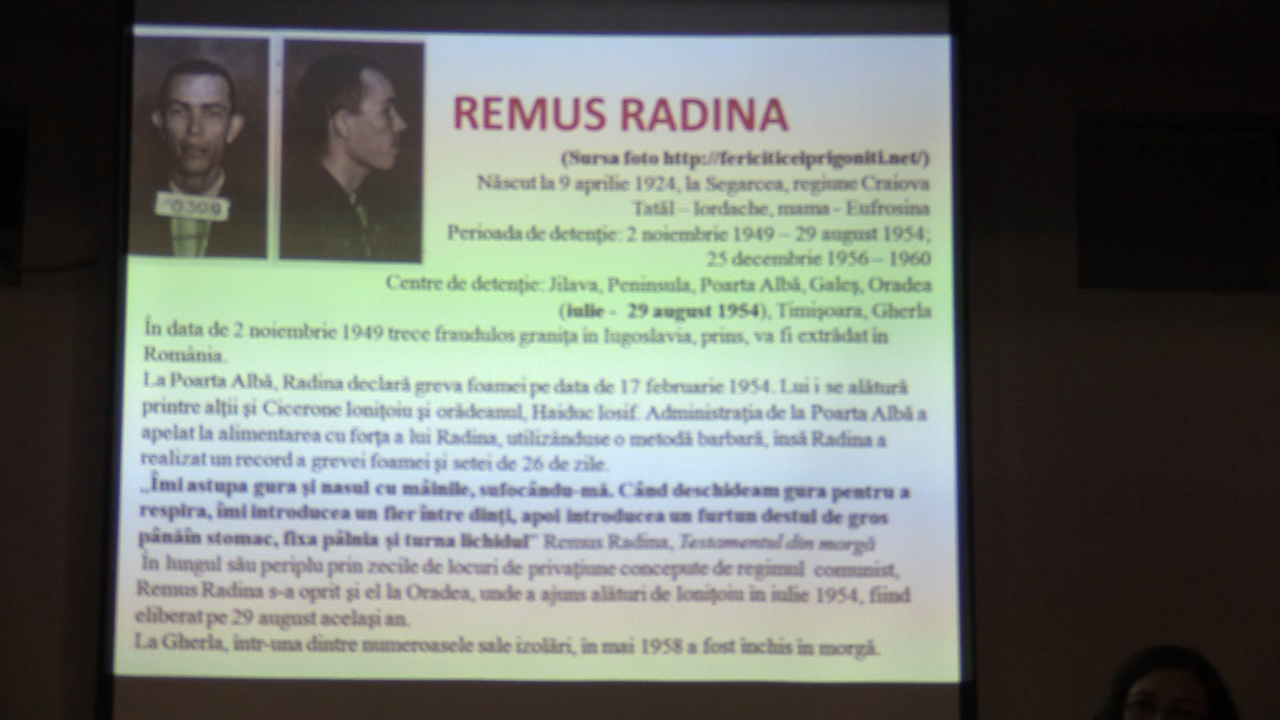 REMUS RADINA
(Sursa foto http://fericiticeiprigoniti.net/)
Născut la 9 aprilie 1924, la Segarcea, regiune Craiova
Tatăl – Iordache, mama - Eufrosina
Perioada de detenție: 2 noiembrie 1949 – 29 august 1954;
25 decembrie 1956 – 1960
Centre de detenție: Jilava, Peninsula, Poarta Albă, Galeș, Oradea
(iulie - 29 august 1954), Timișoara, Gherla
În data de 2 noiembrie 1949 trece fraudulos granița in Iugoslavia, prins, va fi extrădat in
România.
La Poarta Albă, Radina declară greva foamei pe data de 17 februarie 1954. Lui i se alătură
printre alții și Cicerone Ionițoiu și orădeanul, Haiduc Iosif. Administrația de la Poarta Albă a
apelat la alimentarea cu forța a lui Radina, utilizânduse o metodă barbară, însă Radina a
realizat un record a grevei foamei și setei de 26 de zile.
„Îmi astupa gura și nasul cu mâinile, sufocându-mă. Când deschideam gura pentru a
respira, îmi introducea un fier între dinți, apoi introducea un furtun destul de gros
pânăîn stomac, fixa pâlnia și turna lichidul" Remus Radina, Testamentul din morgă
În lungul său periplu prin zecile de locuri de privațiune concepute de regimul comunist,
Remus Radina s-a oprit și el la Oradea, unde a ajuns alături de Ionițoiu în iulie 1954, fiind
eliberat pe 29 august același an.
La Gherla, intr-una dintre numeroasele sale izolări, in mai 1958 a fost inchis in morgă.